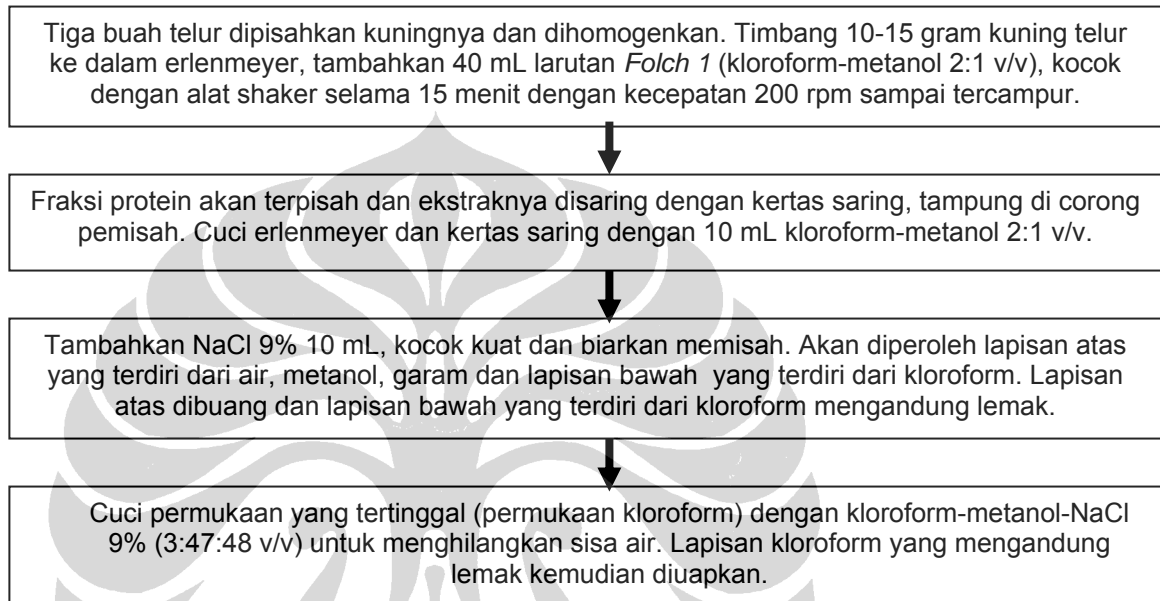 Tiga buah telur dipisahkan kuningnya dan dihomogenkan. Timbang 10-15 gram kuning telur
ke dalam erlenmeyer, tambahkan 40 mL larutan Folch 1 (kloroform-metanol 2:1 v/v), kocok
dengan alat shaker selama 15 menit dengan kecepatan 200 rpm sampai tercampur.
Fraksi protein akan terpisah dan ekstraknya disaring dengan kertas saring, tampung di corong
pemisah. Cuci erlenmeyer dan kertas saring dengan 10 mL kloroform-metanol 2:1 v/v.
Tambahkan NaCl 9% 10 mL, kocok kuat dan biarkan memisah. Akan diperoleh lapisan atas
yang terdiri dari air, metanol, garam dan lapisan bawah yang terdiri dari kloroform. Lapisan
atas dibuang dan lapisan bawah yang terdiri dari kloroform mengandung lemak.
Cuci permukaan yang tertinggal (permukaan kloroform) dengan kloroform-metanol-NaCl
9% (3:47:48 v/v) untuk menghilangkan sisa air. Lapisan kloroform yang mengandung
lemak kemudian diuapkan.